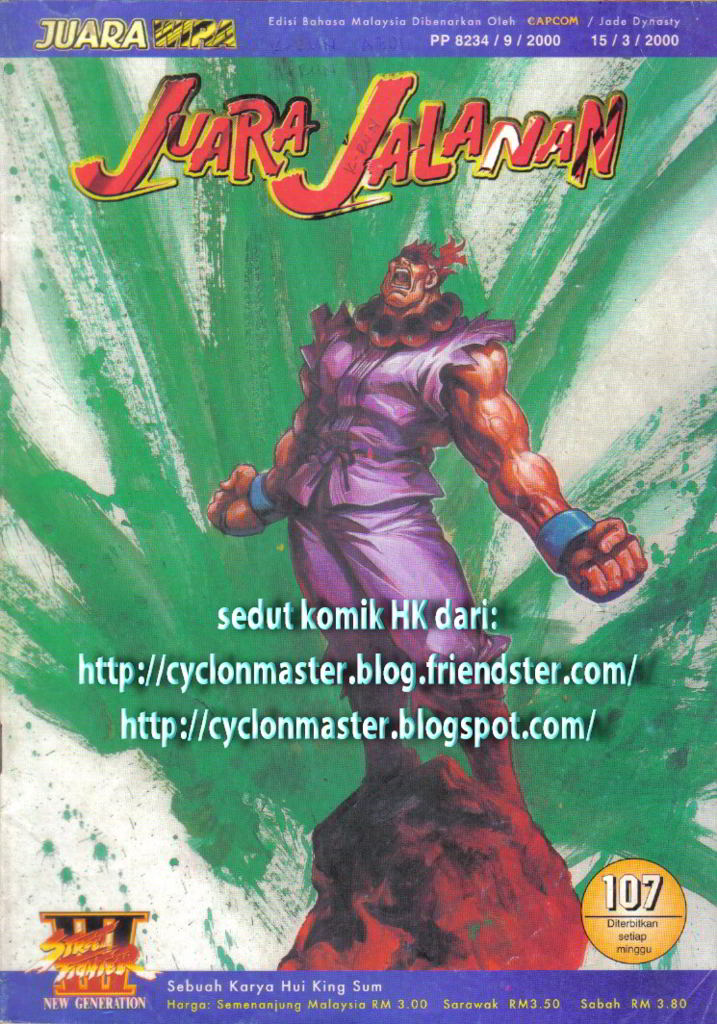 JUARA WIRA
Edisi Bahasa Malaysia Dibenarkan Oleh CAPCOM / Jade Dynasty
PP 8234 / 9 / 2000 15 / 3 / 2000
JUARA JALANAN
K-RUN
sedut komik HK dari:
http://cyclonmaster.blog.friendster.com/
http://cyclonmaster.blogspot.com/
107
Diterbitkan
setiap
minggu
III
STREET
FIGHTER
NEW GENERATION
Sebuah Karya Hui King Sum
Harga: Semenanjung Malaysia RM 3.00 Sarawak RM3.50 Sabah RM 3.80